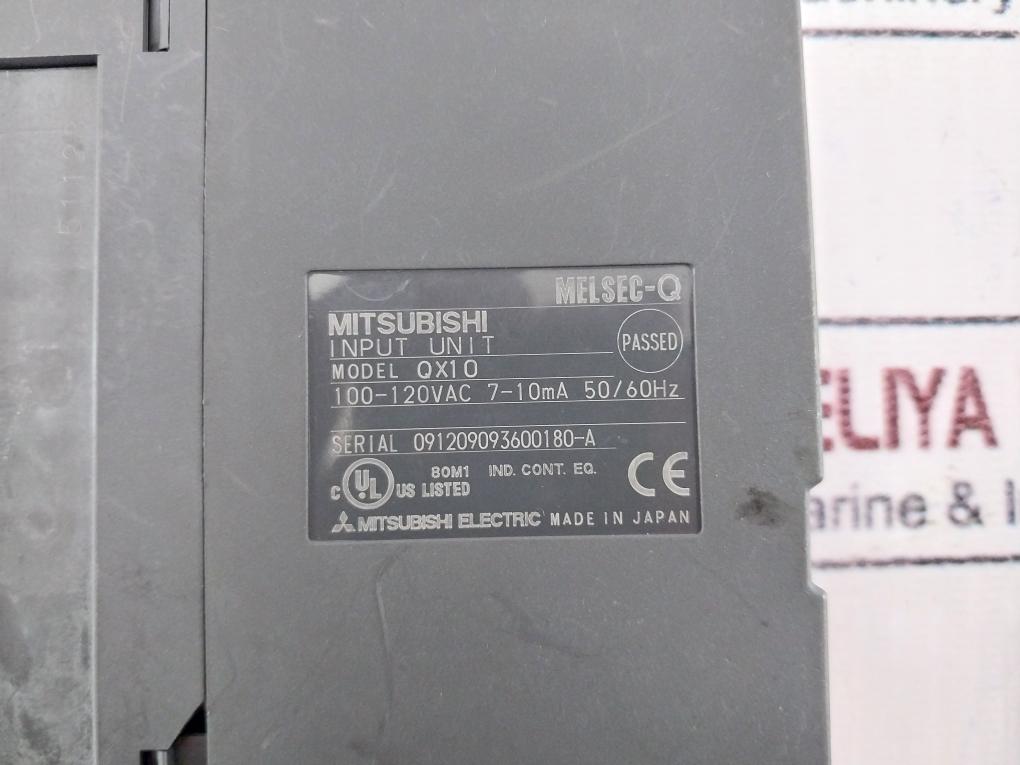 MELSEC-Q
MITSUBISHI
INPUT UNIT
PASSED
MODEL QX10
100-120VAC 7-10mA 50/60Hz
SERIAL 091209093600180-A
C UL US LISTED
80M1 IND. CONT. EQ.
CE
MITSUBISHI ELECTRIC MADE IN JAPAN
ELIYA
arine & I